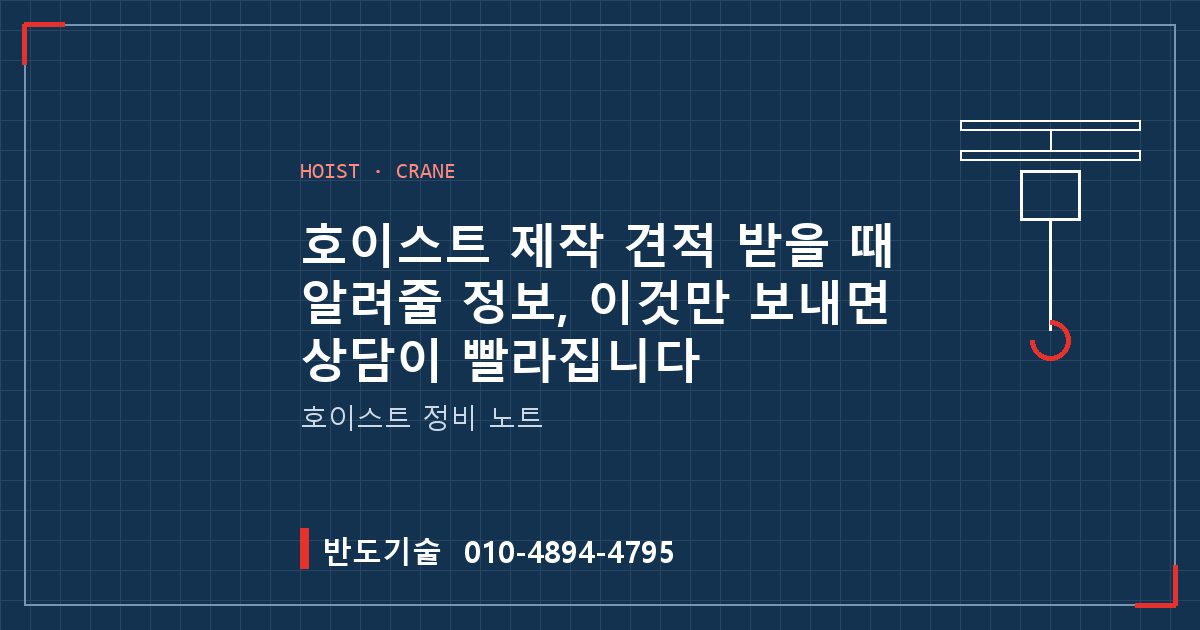 HOIST · CRANE
호이스트 제작 견적 받을 때
알려줄 정보, 이것만 보내면
상담이 빨라집니다
호이스트 정비 노트
반도기술 010-4894-4795